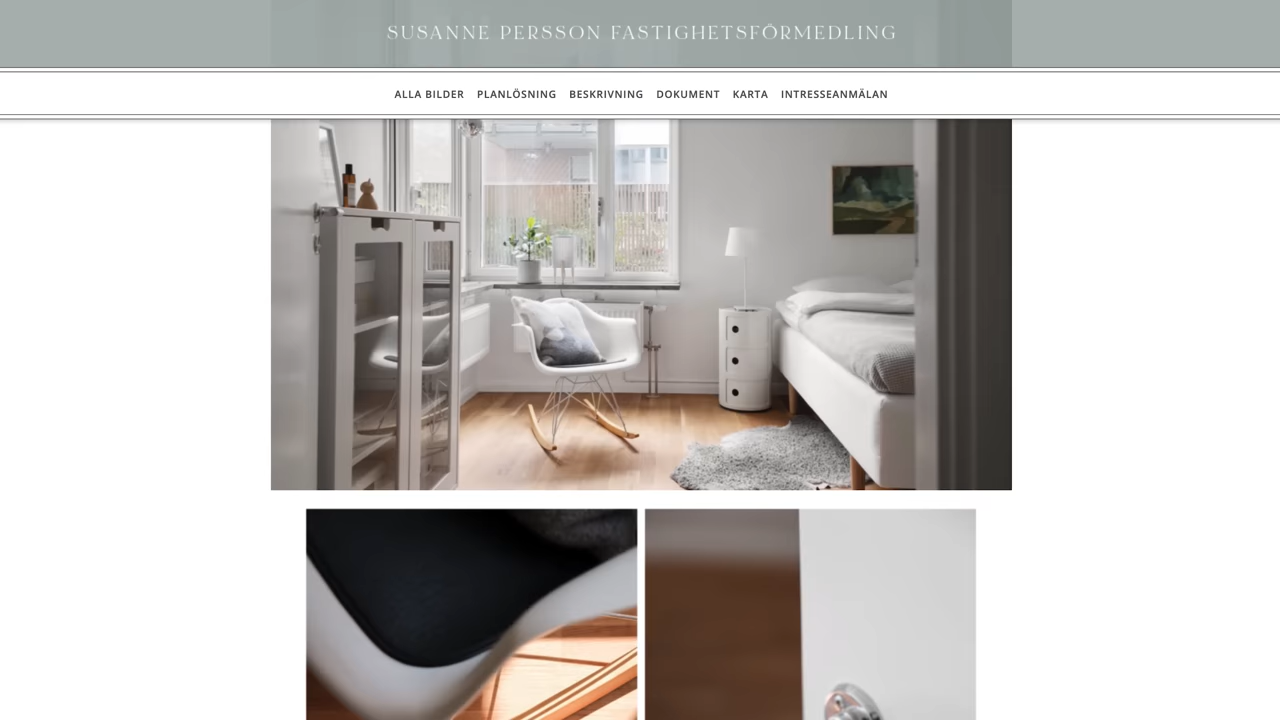 SUSANNE PERSSON FASTIGHETSFÖRMEDLING
ALLA BILDER PLANLÖSNING BESKRIVNING DOKUMENT KARTA INTRESSEANMÄLAN